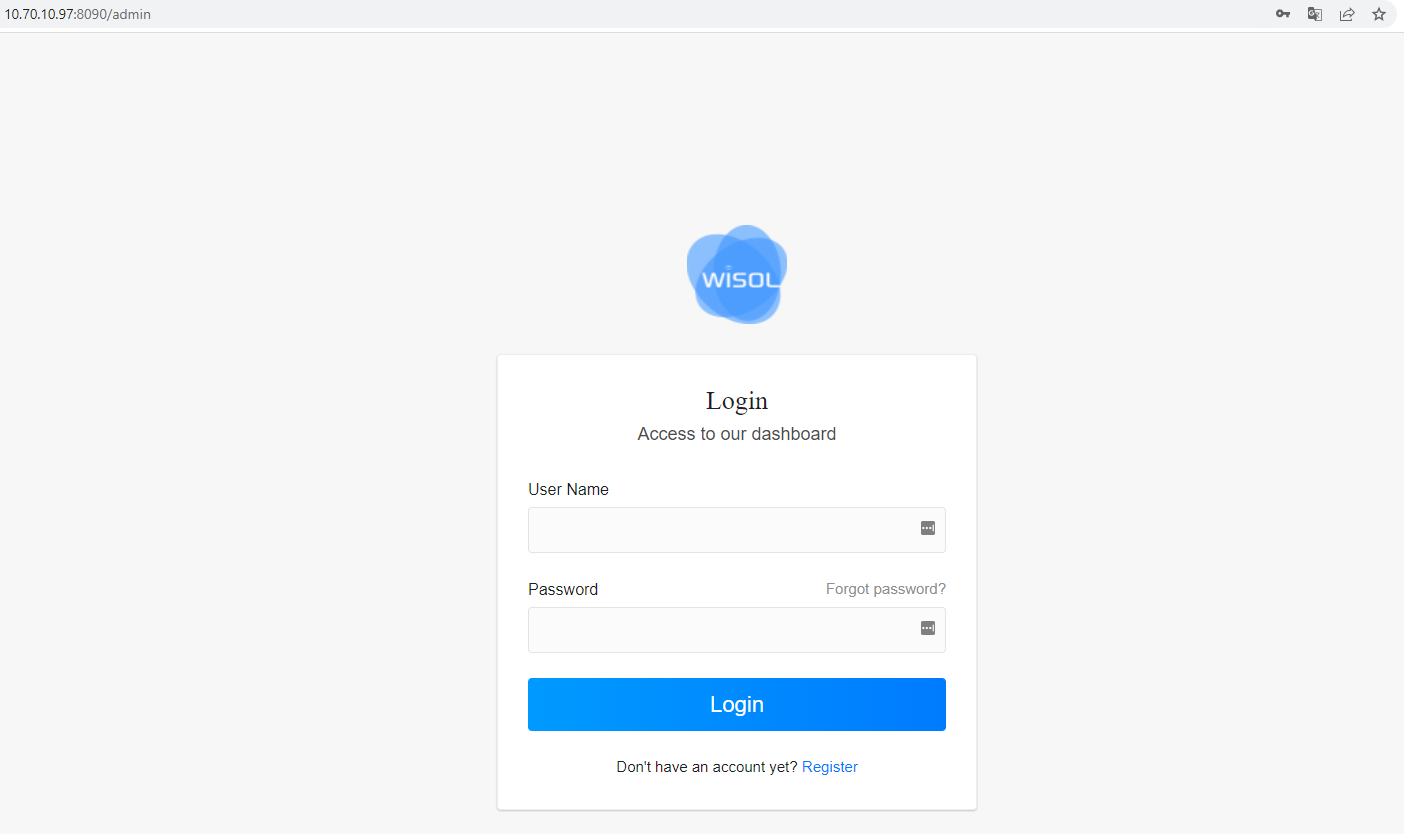 10.70.10.97:8090/admin
WISOL
Login
Access to our dashboard
User Name
Password
Forgot password?
Login
Don't have an account yet? Register